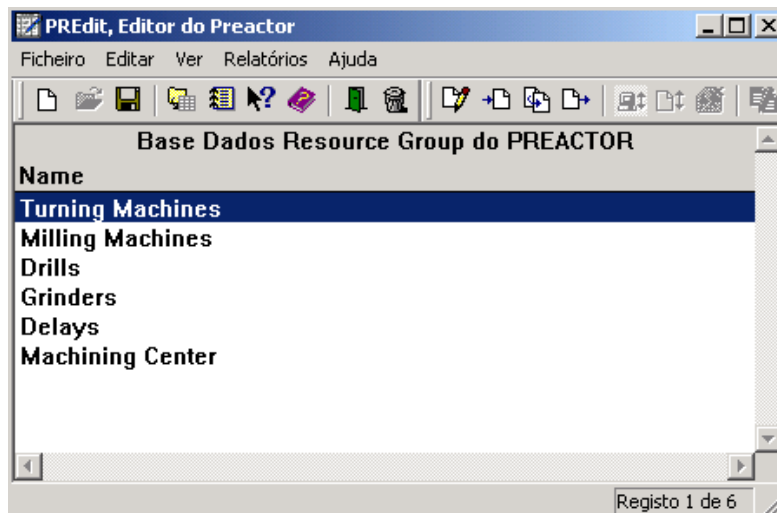 PREdit, Editor do Preactor
Ficheiro Editar Ver Relatórios Ajuda
Base Dados Resource Group do PREACTOR
Name
Turning Machines
Milling Machines
Drills
Grinders
Delays
Machining Center
Registo 1 de 6